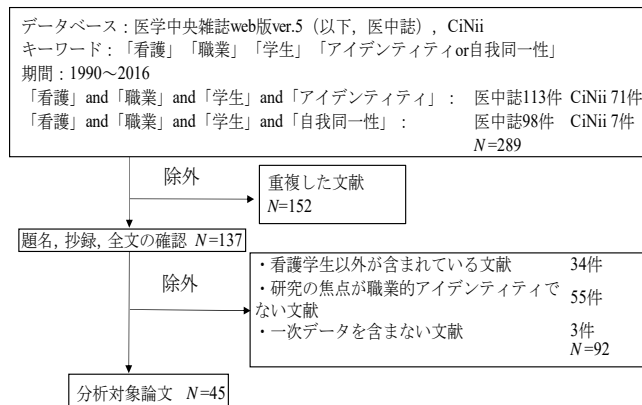 データベース：医学中央雑誌web版ver.5（以下，医中誌）, CiNii
キーワード：「看護」「職業」「学生」「アイデンティティor自我同一性」
期間：1990～2016
「看護」and「職業」and「学生」and「アイデンティティ」： 医中誌113件 CiNii 71件
「看護」and「職業」and「学生」and「自我同一性」： 医中誌98件 CiNii 7件
N=289
除外
重複した文献
N=152
題名, 抄録, 全文の確認 N=137
除外
・看護学生以外が含まれている文献 34件
・研究の焦点が職業的アイデンティティで
ない文献 55件
・一次データを含まない文献 3件
N=92
分析対象論文 N=45